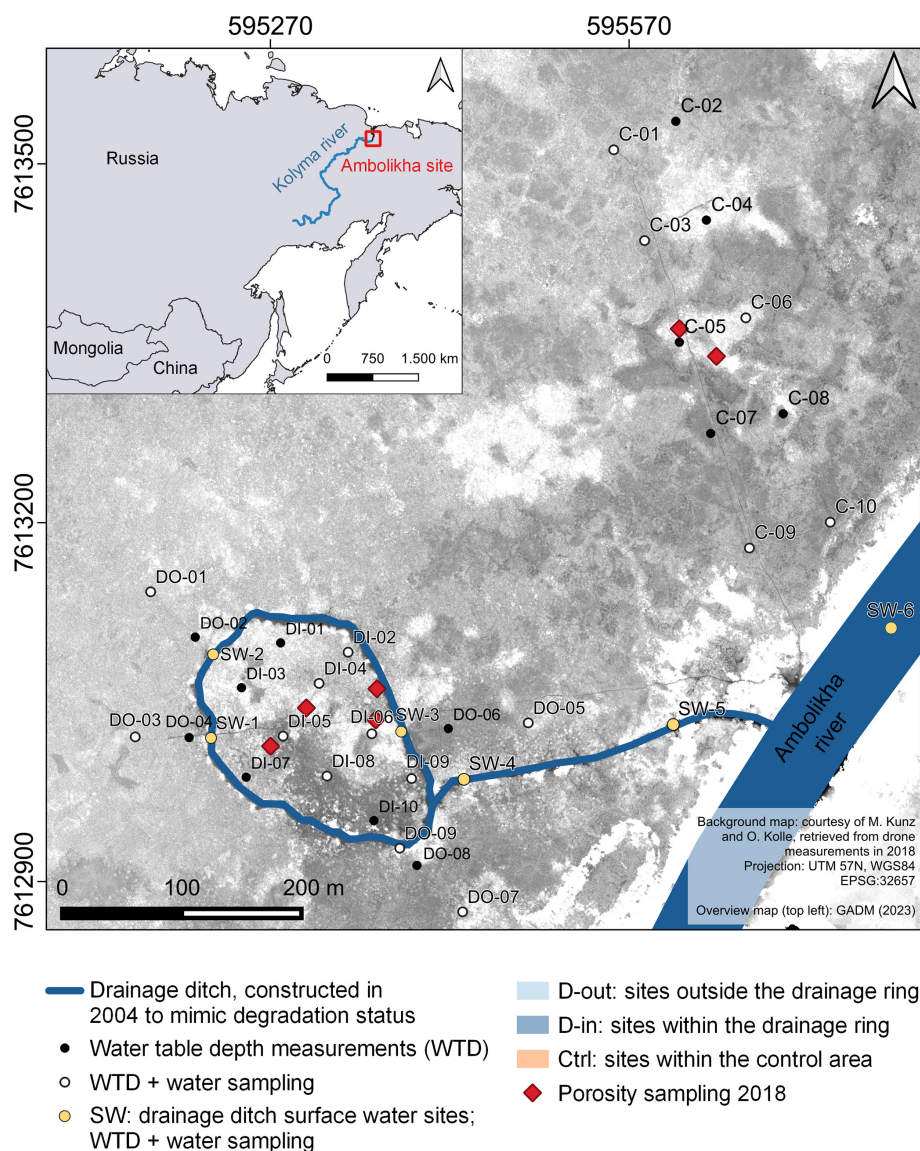 595270
595570
7613500
7613200
7612900
Russia
Kolyma river
Ambolikha site
Mongolia
China
0 750 1.500 km
C-02
C-01
C-04
C-03
C-06
C-05
C-08
C-07
C-10
C-09
SW-6
DO-01
DO-02
DI-01
DI-02
SW-2
DI-03
DI-04
DO-03
DO-04
SW-1
DI-05
DI-06
SW-3
DO-06
DO-05
SW-5
DI-07
DI-08
DI-09
SW-4
DI-10
DO-09
DO-08
DO-07
Ambolikha
river
0 100 200 m
Background map: courtesy of M. Kunz
and O. Kolle, retrieved from drone
measurements in 2018
Projection: UTM 57N, WGS84
EPSG:32657
Overview map (top left): GADM (2023)
Drainage ditch, constructed in
2004 to mimic degradation status
Water table depth measurements (WTD)
WTD + water sampling
SW: drainage ditch surface water sites;
WTD + water sampling
D-out: sites outside the drainage ring
D-in: sites within the drainage ring
Ctrl: sites within the control area
Porosity sampling 2018